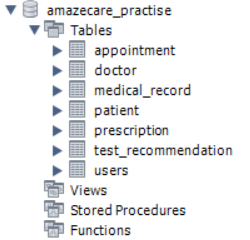 amazecare_practise
Tables
appointment
doctor
medical_record
patient
prescription
test_recommendation
users
Views
Stored Procedures
Functions